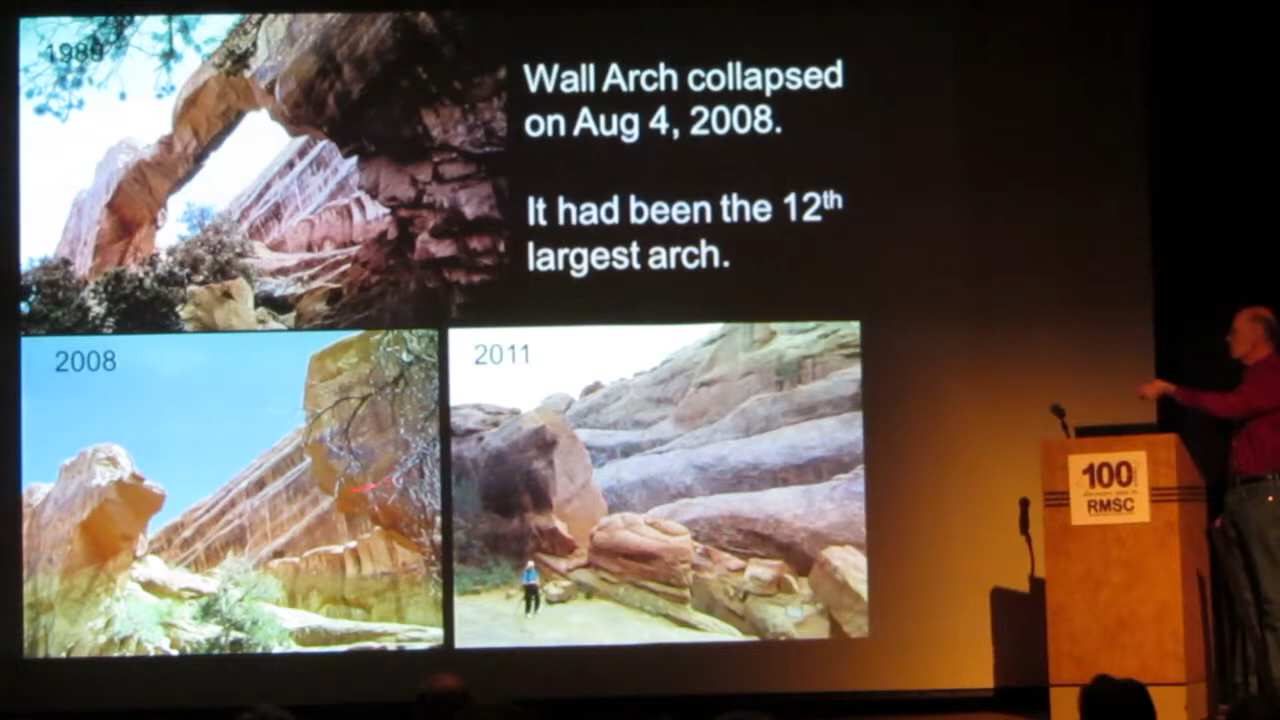 1989
Wall Arch collapsed
on Aug 4, 2008.
It had been the 12th
largest arch.
2008
2011
100
RMSC